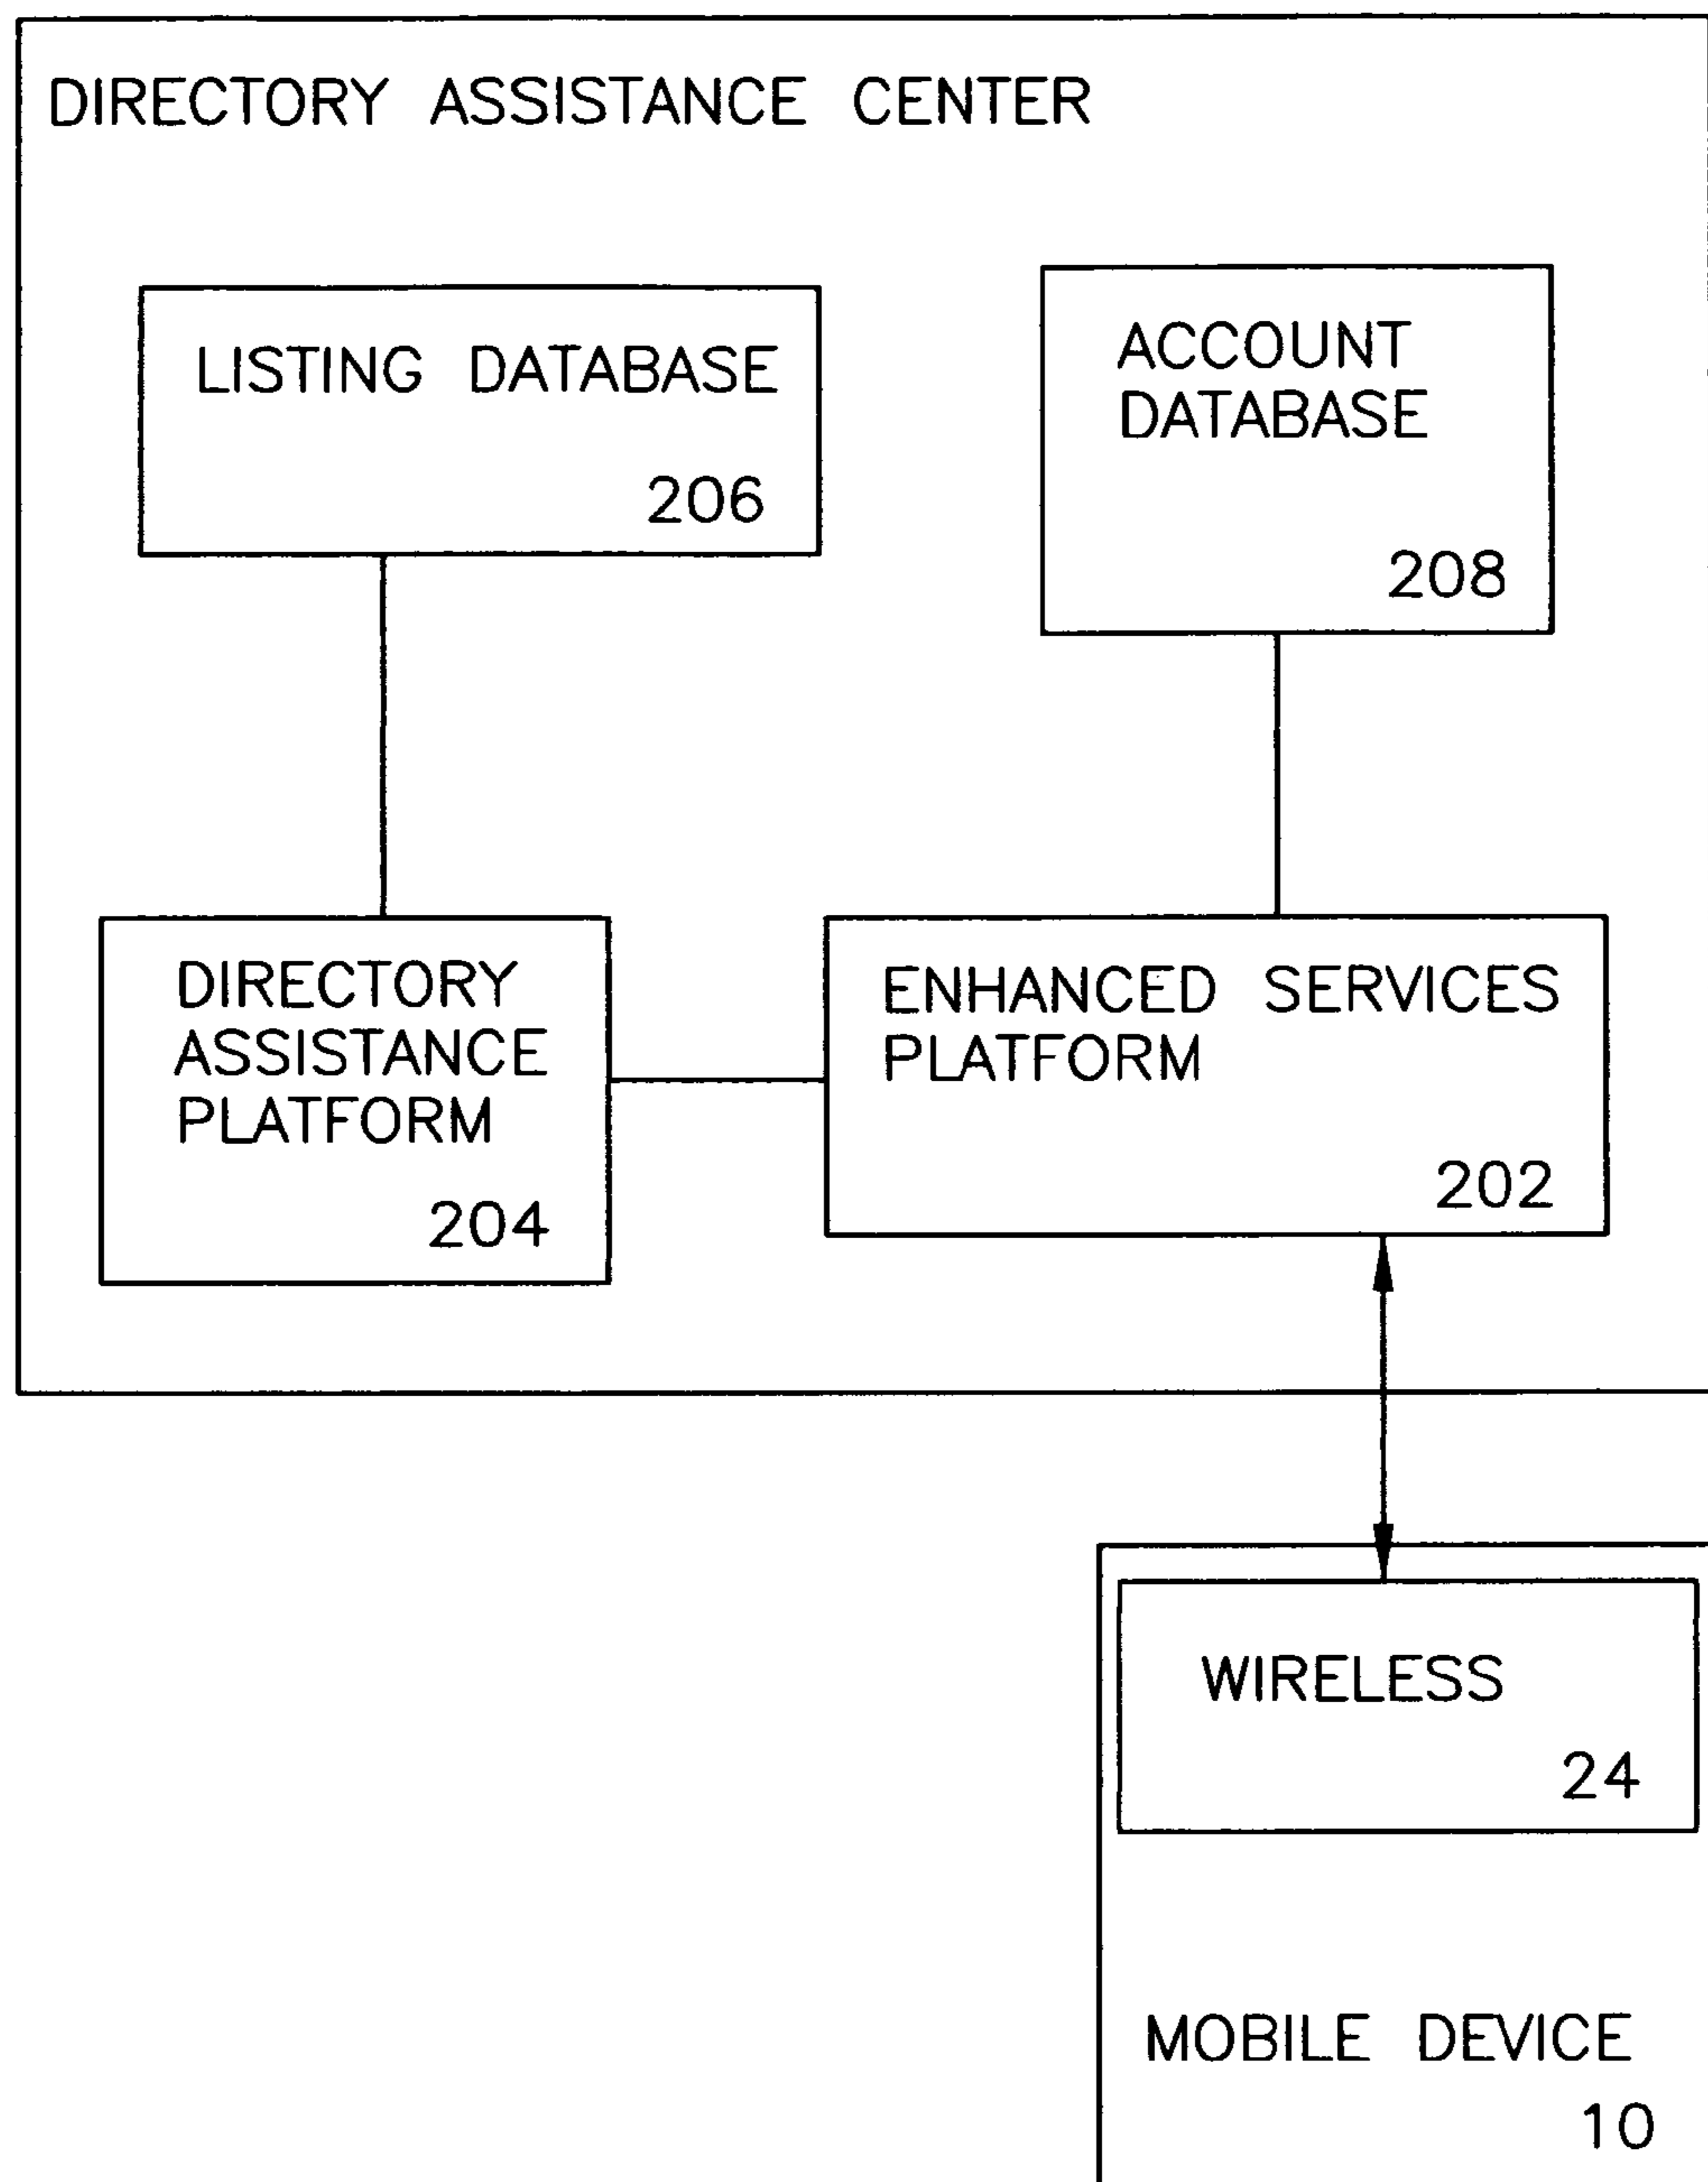 DIRECTORY ASSISTANCE CENTER
LISTING DATABASE
206
ACCOUNT
DATABASE
208
DIRECTORY
ASSISTANCE
PLATFORM
204
ENHANCED SERVICES
PLATFORM
202
WIRELESS
24
MOBILE DEVICE
10